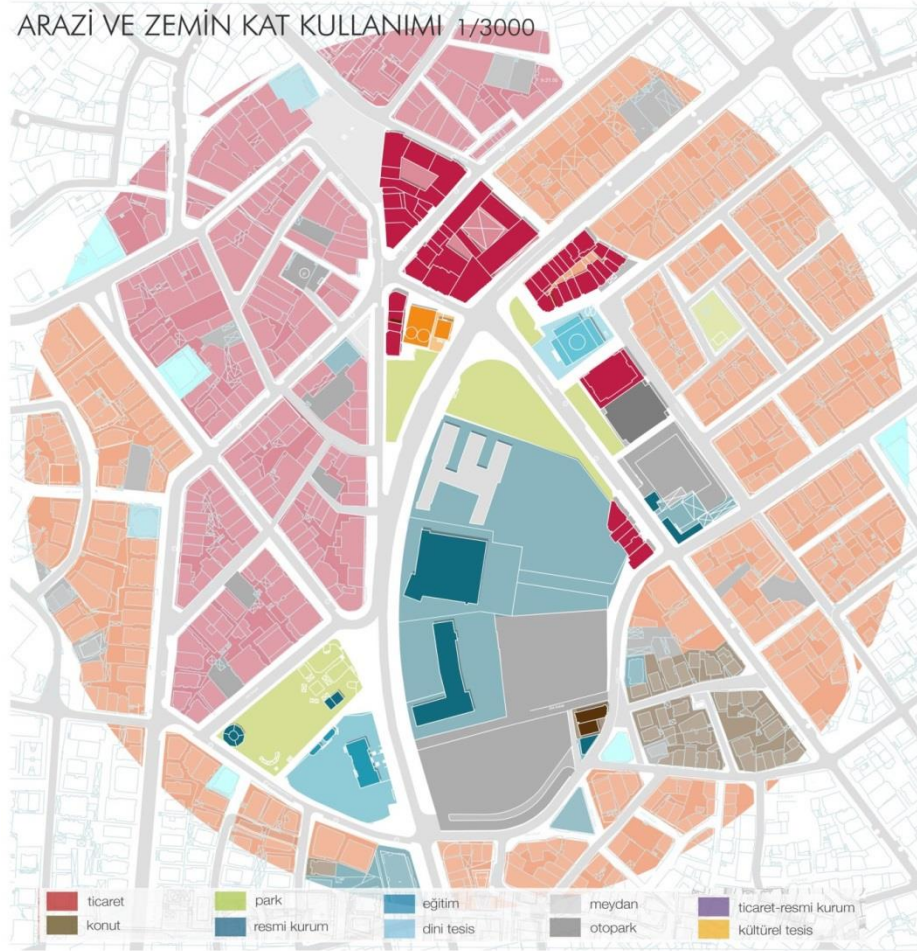 ARAZİ VE ZEMİN KAT KULLANIMI 1/3000
ticaret
park
eğitim
meydan
ticaret-resmi kurum
konut
resmi kurum
dini tesis
otopark
kültürel tesis